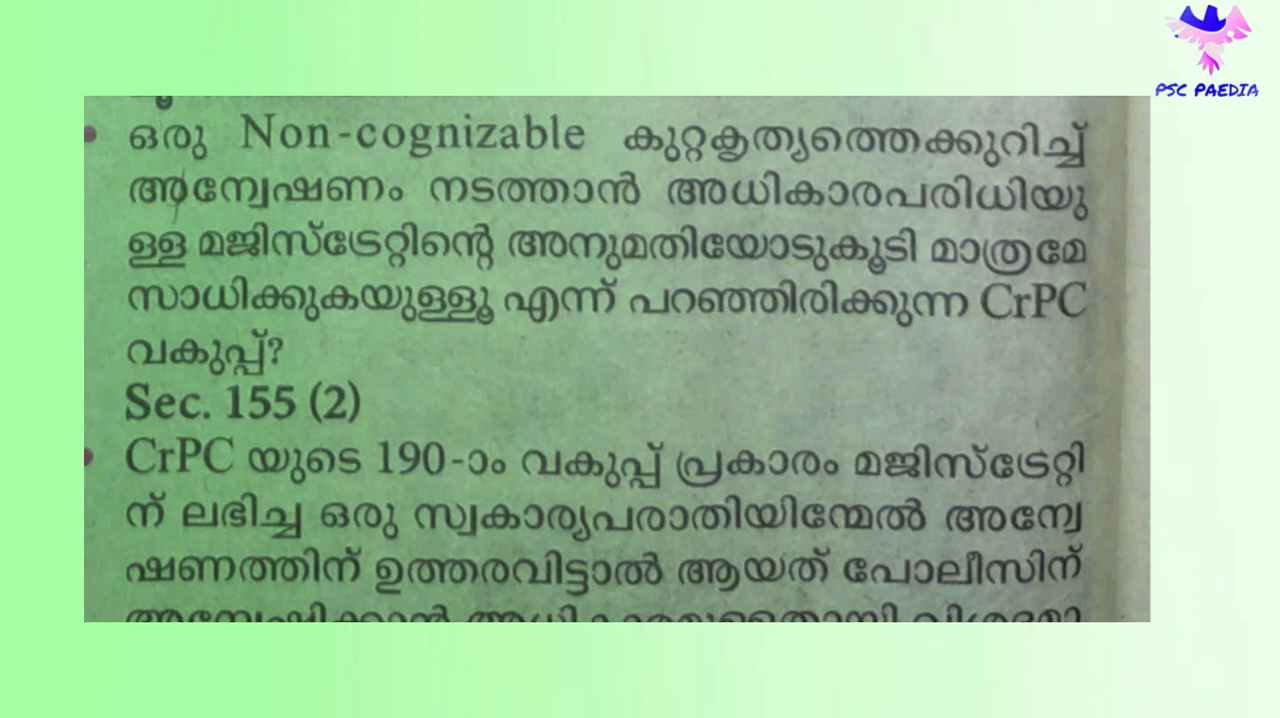 PSC PAEDIA
ഒരു Non-cognizable കുറ്റകൃത്യത്തെക്കുറിച്ച്
അന്വേഷണം നടത്താൻ അധികാരപരിധിയു
ള്ള മജിസ്ട്രേറ്റിന്റെ അനുമതിയോടുകൂടി മാത്രമേ
സാധിക്കുകയുള്ളൂ എന്ന് പറഞ്ഞിരിക്കുന്ന CrPC
വകുപ്പ്?
Sec. 155 (2)
CrPC യുടെ 190-ാം വകുപ്പ് പ്രകാരം മജിസ്ട്രേറ്റി
ന് ലഭിച്ച ഒരു സ്വകാര്യപരാതിയിന്മേൽ അന്വേ
ഷണത്തിന് ഉത്തരവിട്ടാൽ ആയത് പോലീസിന്